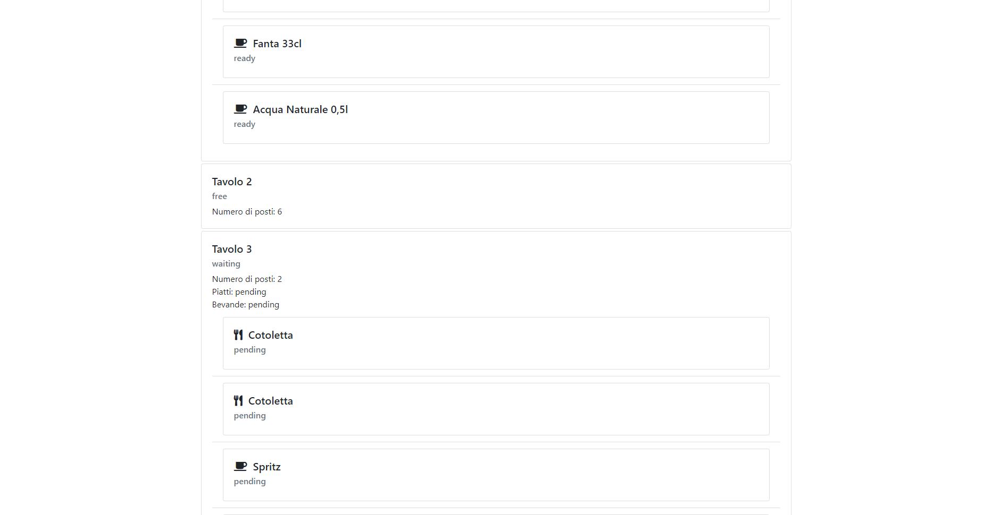 Fanta 33cl
ready
Acqua Naturale 0,5l
ready
Tavolo 2
free
Numero di posti: 6
Tavolo 3
waiting
Numero di posti: 2
Piatti: pending
Bevande: pending
Cotoletta
pending
Cotoletta
pending
Spritz
pending